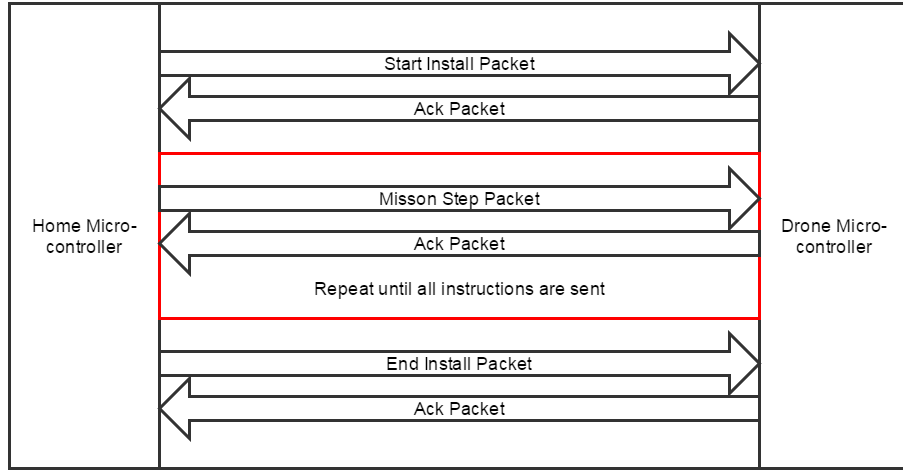 Start Install Packet
Ack Packet
Misson Step Packet
Home Micro-
controller
Drone Micro-
controller
Ack Packet
Repeat until all instructions are sent
End Install Packet
Ack Packet